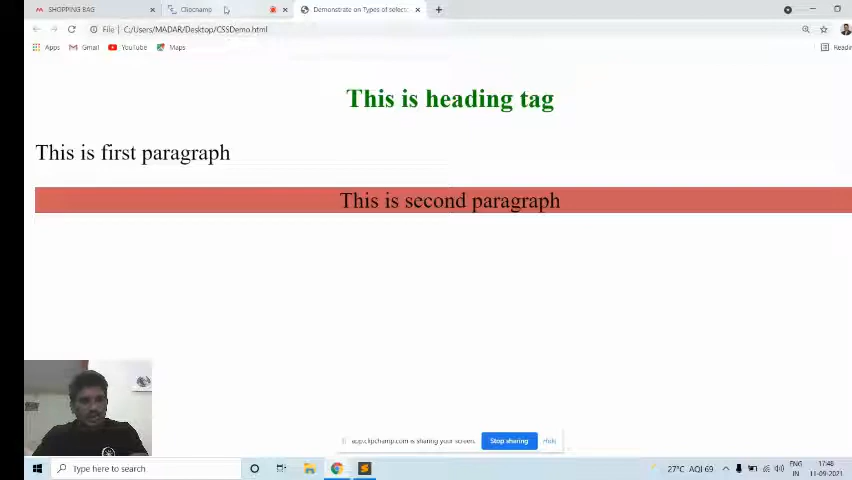 SHOPPING BAG
Clipchamp
Demonstrate on Types of select
File
C:/Users/MADAR/Desktop/CSSDemo.html
Apps
Gmail
YouTube
Maps
Readin
This is heading tag
This is first paragraph
This is second paragraph
app.clipchamp.com is sharing your screen.
Stop sharing
Hide
Type here to search
27°C AQI 69
ENG
IN
17:48
11-09-2021